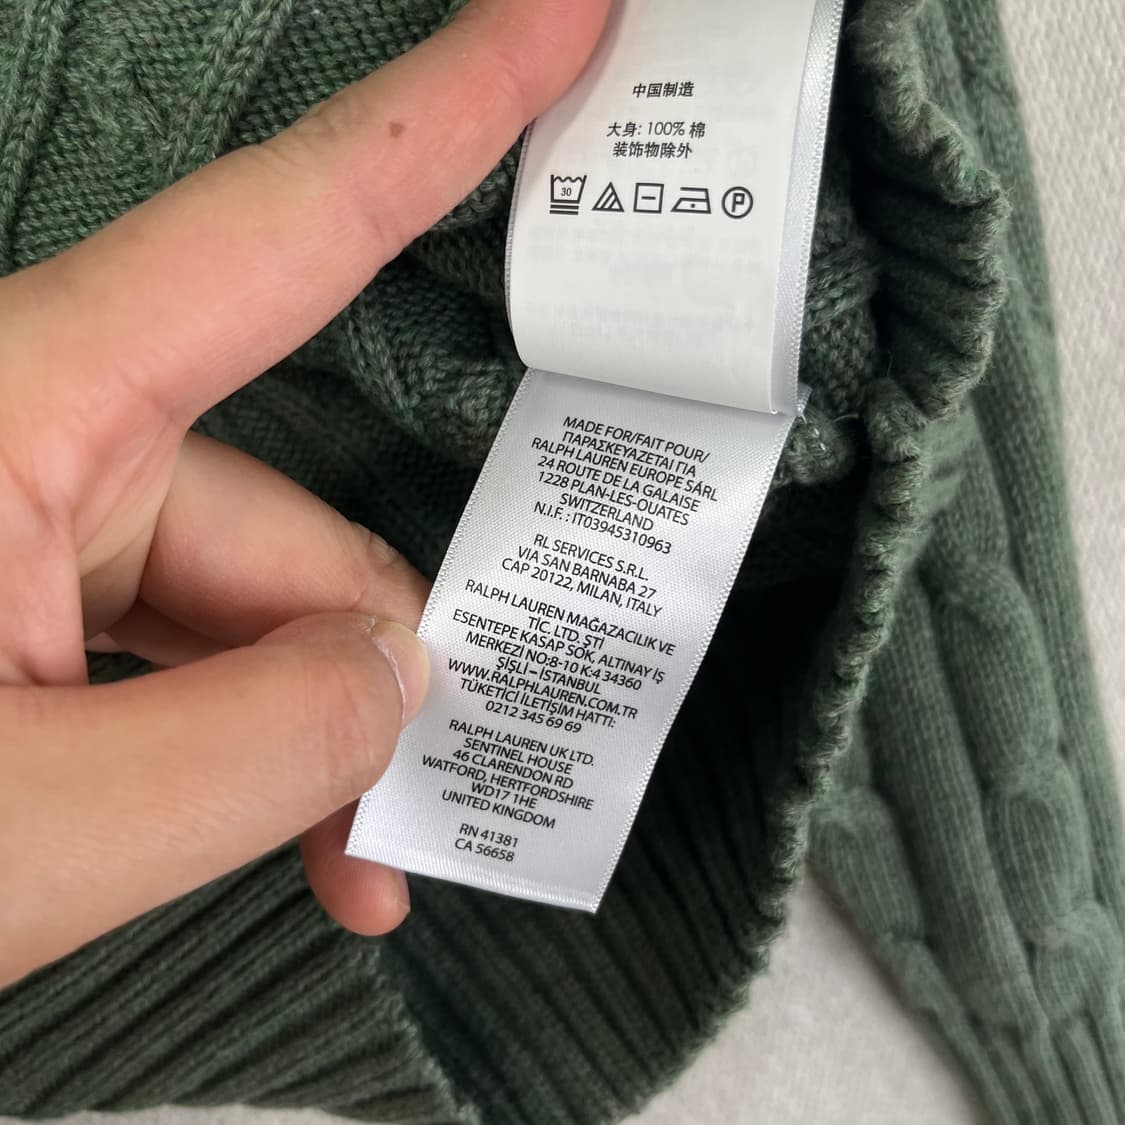 中国制造
大身: 100% 棉
装饰物除外
30
P
MADE FOR/FAIT POUR/
ΠΑΡΑΣΚΕΥΑΖΕΤΑΙ ΓΙΑ
RALPH LAUREN EUROPE SÁRL
24 ROUTE DE LA GALAISE
1228 PLAN-LES-OUATES
SWITZERLAND
N.I.F. : IT03945310963
RL SERVICES S.R.L.
VIA SAN BARNABA 27
CAP 20122, MILAN, ITALY
RALPH LAUREN MAĞAZACILIK VE
TİC. LTD. ŞTİ
ESENTEPE KASAP SOK, ALTINAY İŞ
MERKEZİ NO:8-10 K:4 34360
ŞİŞLİ – İSTANBUL
WWW.RALPHLAUREN.COM.TR
TÜKETİCİ İLETİŞİM HATTI:
0212 345 69 69
RALPH LAUREN UK LTD.
SENTINEL HOUSE
46 CLARENDON RD
WATFORD, HERTFORDSHIRE
WD17 1HE
UNITED KINGDOM
RN 41381
CA 56658